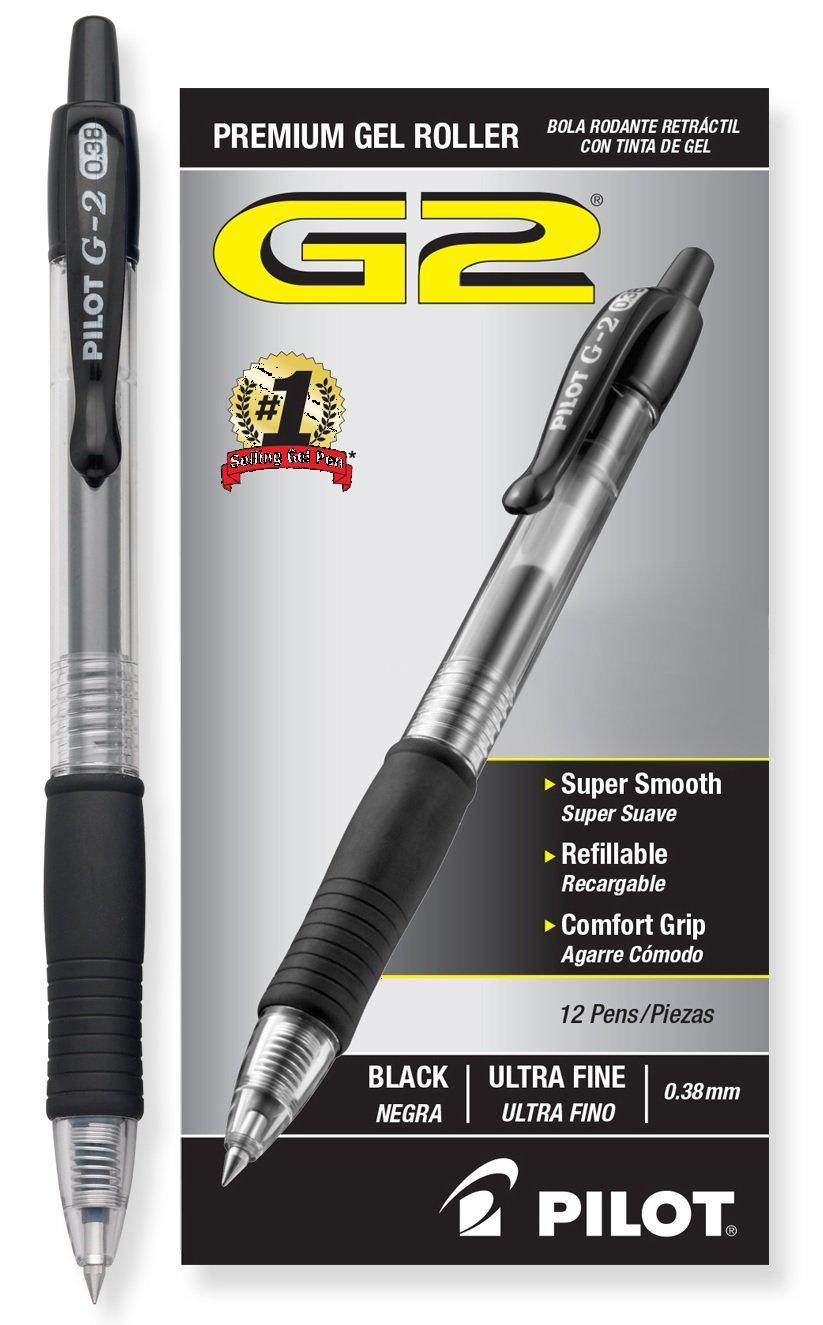 PILOT G-2 0.38
PREMIUM GEL ROLLER
BOLA RODANTE RETRÁCTIL
CON TINTA DE GEL
G2®
PILOT G-2 0.38
#1
Selling Gel Pen*
Super Smooth
Super Suave
Refillable
Recargable
Comfort Grip
Agarre Cómodo
12 Pens/Piezas
BLACK
NEGRA
ULTRA FINE
ULTRA FINO
0.38mm
PILOT®